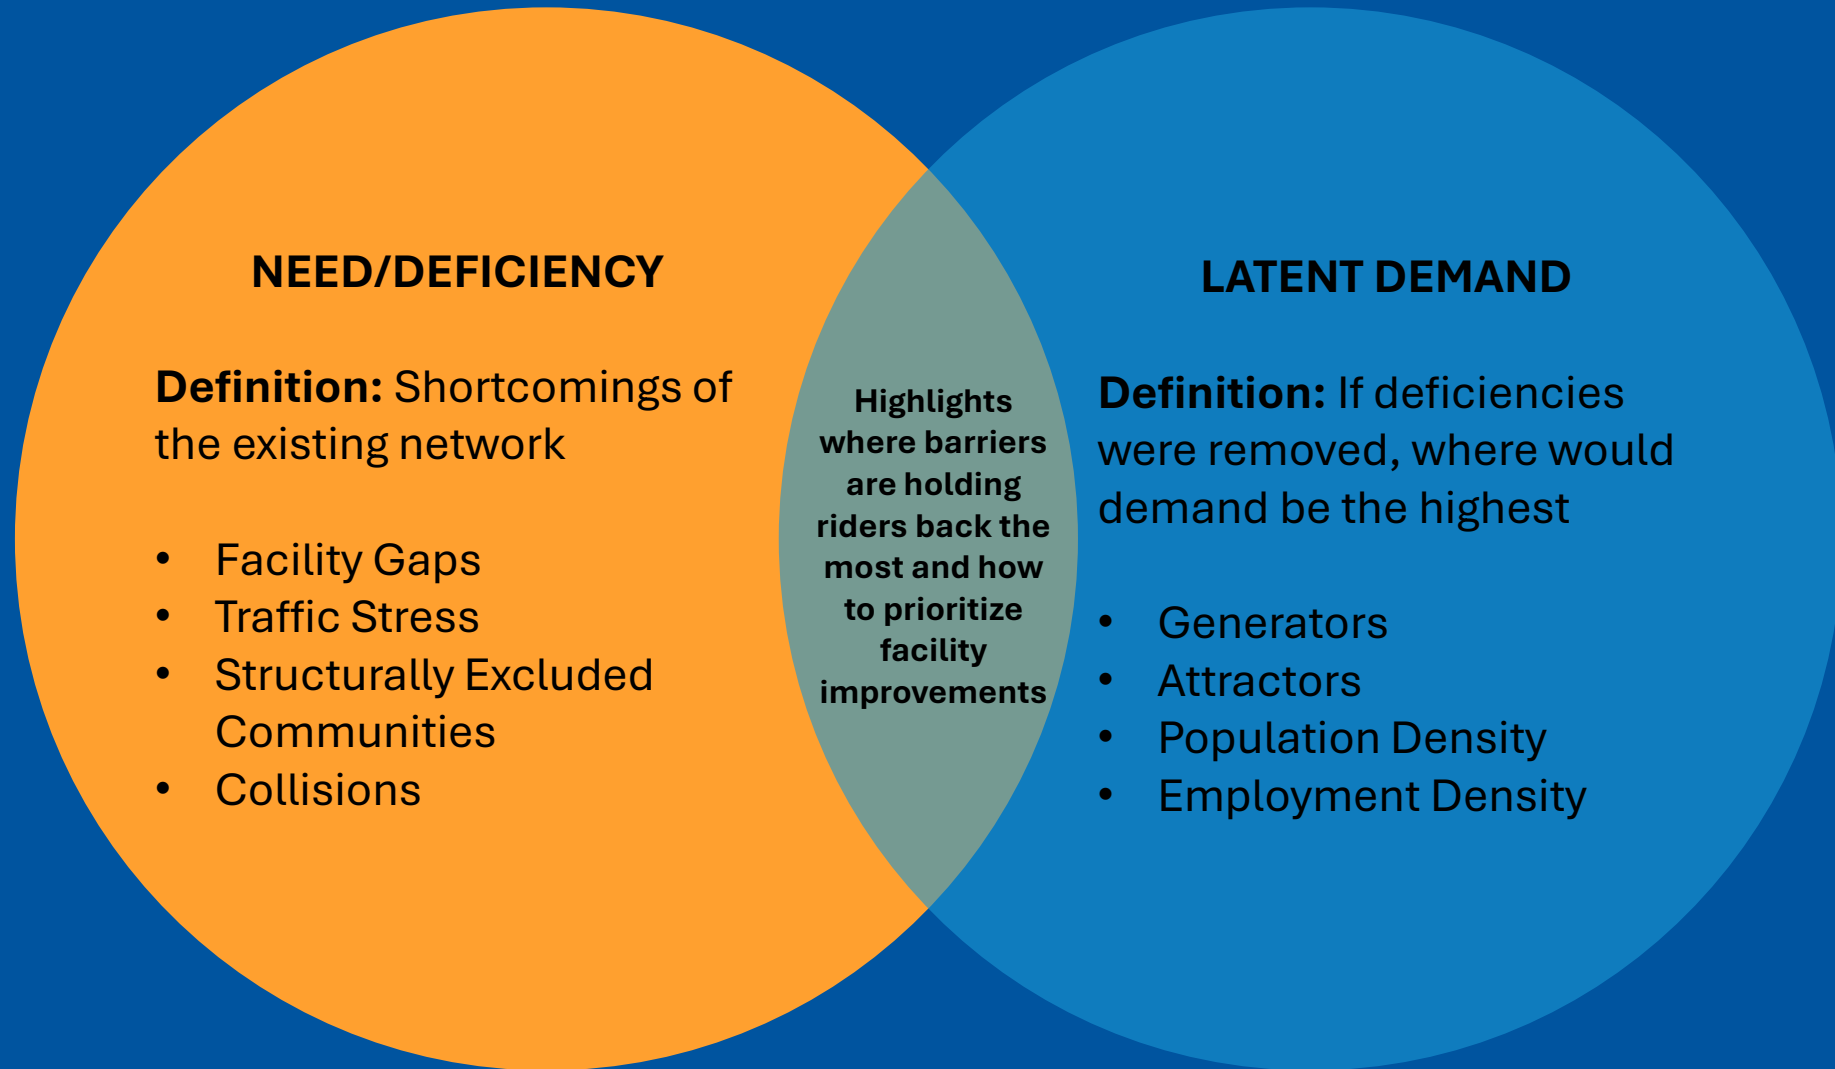 NEED/DEFICIENCY
Definition: Shortcomings of
the existing network
• Facility Gaps
• Traffic Stress
• Structurally Excluded
Communities
• Collisions
Highlights
where barriers
are holding
riders back the
most and how
to prioritize
facility
improvements
LATENT DEMAND
Definition: If deficiencies
were removed, where would
demand be the highest
• Generators
• Attractors
• Population Density
• Employment Density